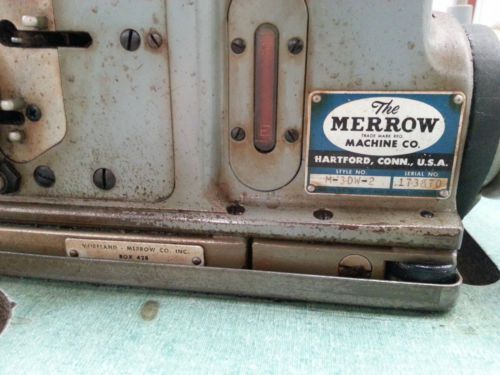 The
MERROW
TRADE MARK REG.
MACHINE CO.
HARTFORD, CONN., U.S.A.
STYLE NO. SERIAL NO.
M-3DW-2 173870
- MERROW CO. INC.
BOX 428